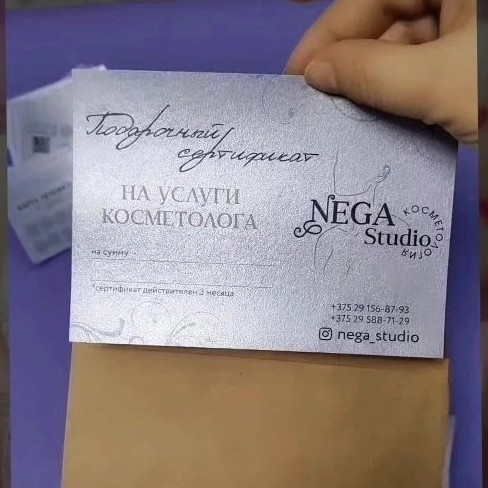 Подарочный
сертификат
НА УСЛУГИ
КОСМЕТОЛОГА
на сумму
*сертификат действителен 3 месяца
NEGA
Studio
КОСМЕТОЛОГИЯ
+375 29 156-87-93
+375 29 588-71-29
nega_studio